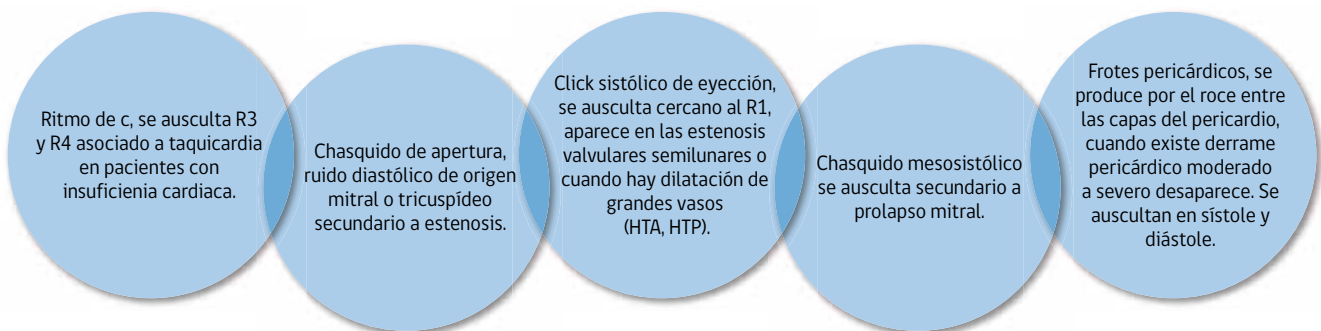 Ritmo de c, se ausculta R3
y R4 asociado a taquicardia
en pacientes con
insuficienia cardiaca.
Chasquido de apertura,
ruido diastólico de origen
mitral o tricuspídeo
secundario a estenosis.
Click sistólico de eyección,
se ausculta cercano al R1,
aparece en las estenosis
valvulares semilunares o
cuando hay dilatación de
grandes vasos
(HTA, HTP).
Chasquido mesosistólico
se ausculta secundario a
prolapso mitral.
Frotes pericárdicos, se
produce por el roce entre
las capas del pericardio,
cuando existe derrame
pericárdico moderado
a severo desaparece. Se
auscultan en sístole y
diástole.